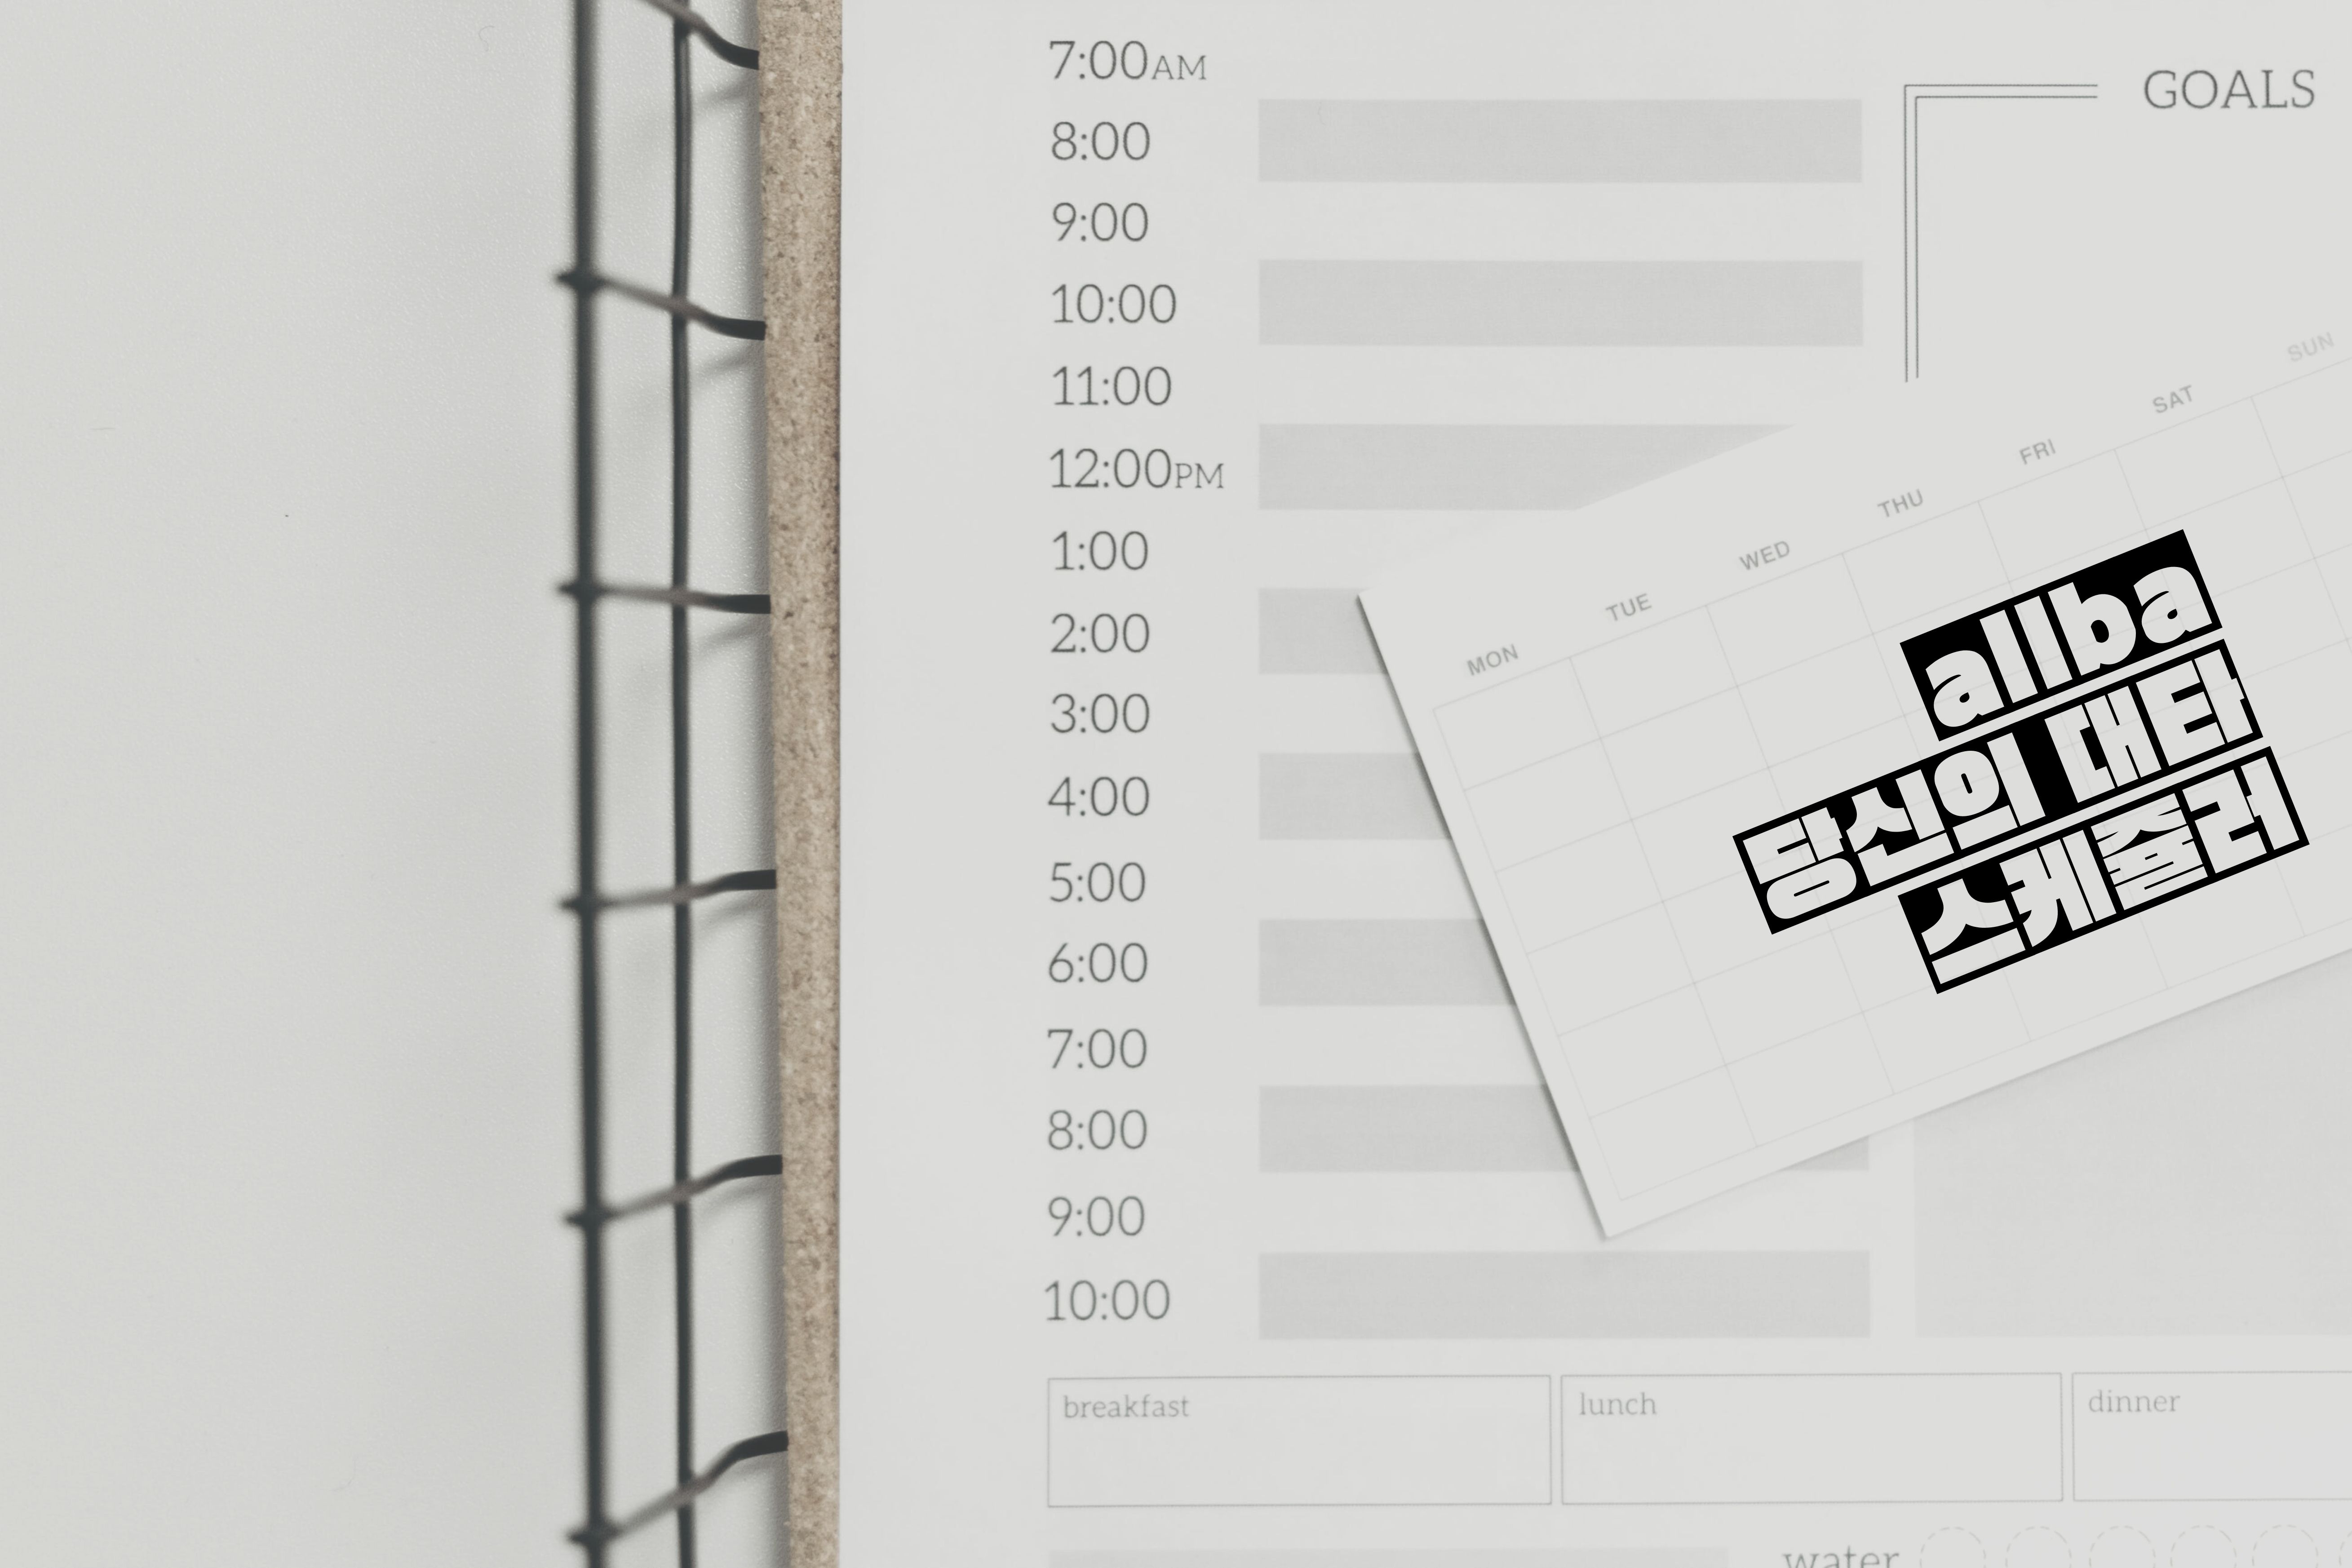 7:00AM
8:00
9:00
10:00
11:00
12:00PM
1:00
2:00
3:00
4:00
5:00
6:00
7:00
8:00
9:00
10:00
GOALS
MON TUE WED THU FRI SAT SUN
allba
당신의 대타
스케쥴러
breakfast lunch dinner
water